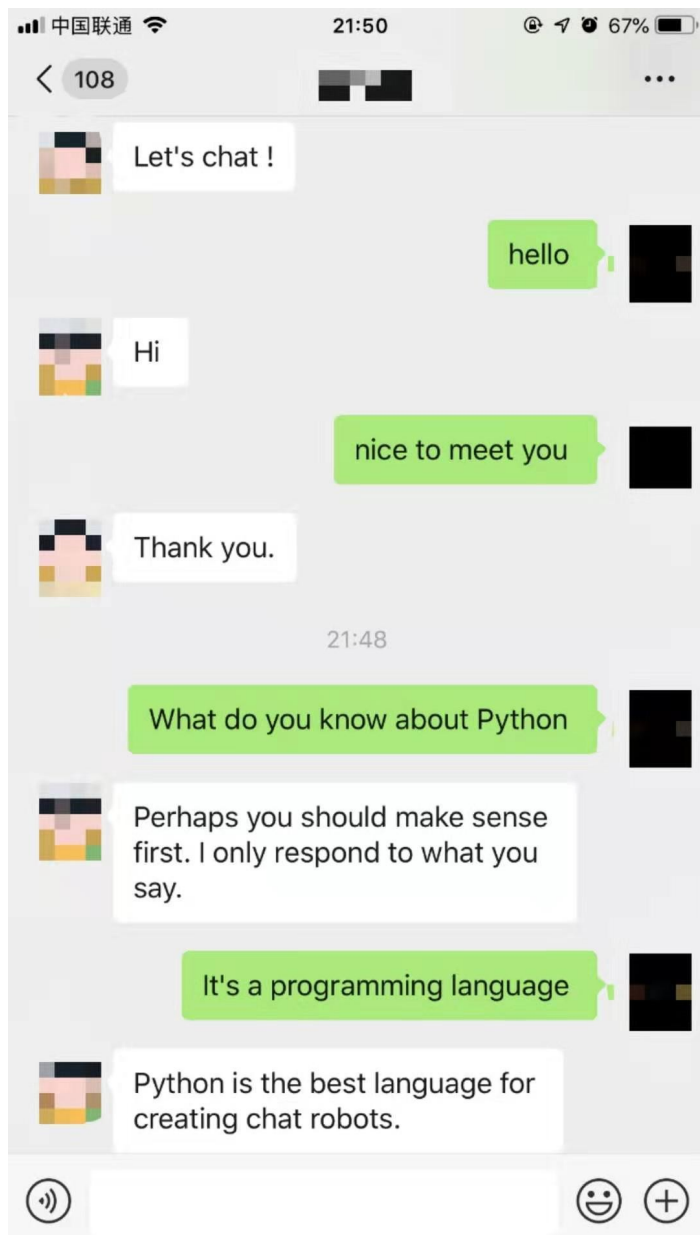 中国联通 21:50 67%
108
Let's chat !
hello
Hi
nice to meet you
Thank you.
21:48
What do you know about Python
Perhaps you should make sense
first. I only respond to what you
say.
It's a programming language
Python is the best language for
creating chat robots.